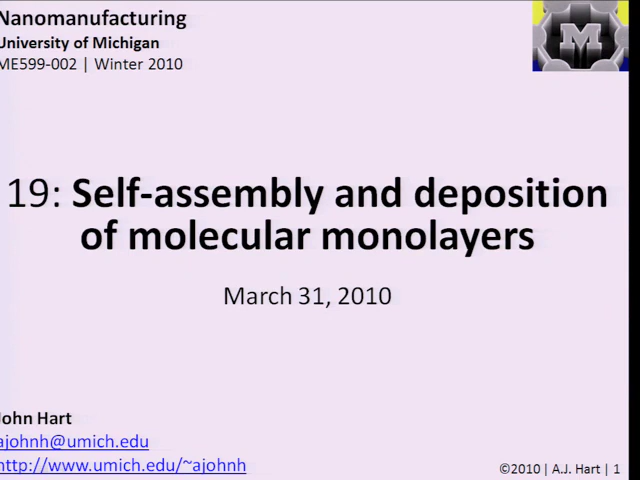 Nanomanufacturing
University of Michigan
ME599-002 | Winter 2010
M
19: Self-assembly and deposition
of molecular monolayers
March 31, 2010
John Hart
ajohnh@umich.edu
http://www.umich.edu/~ajohnh
©2010 | A.J. Hart | 1